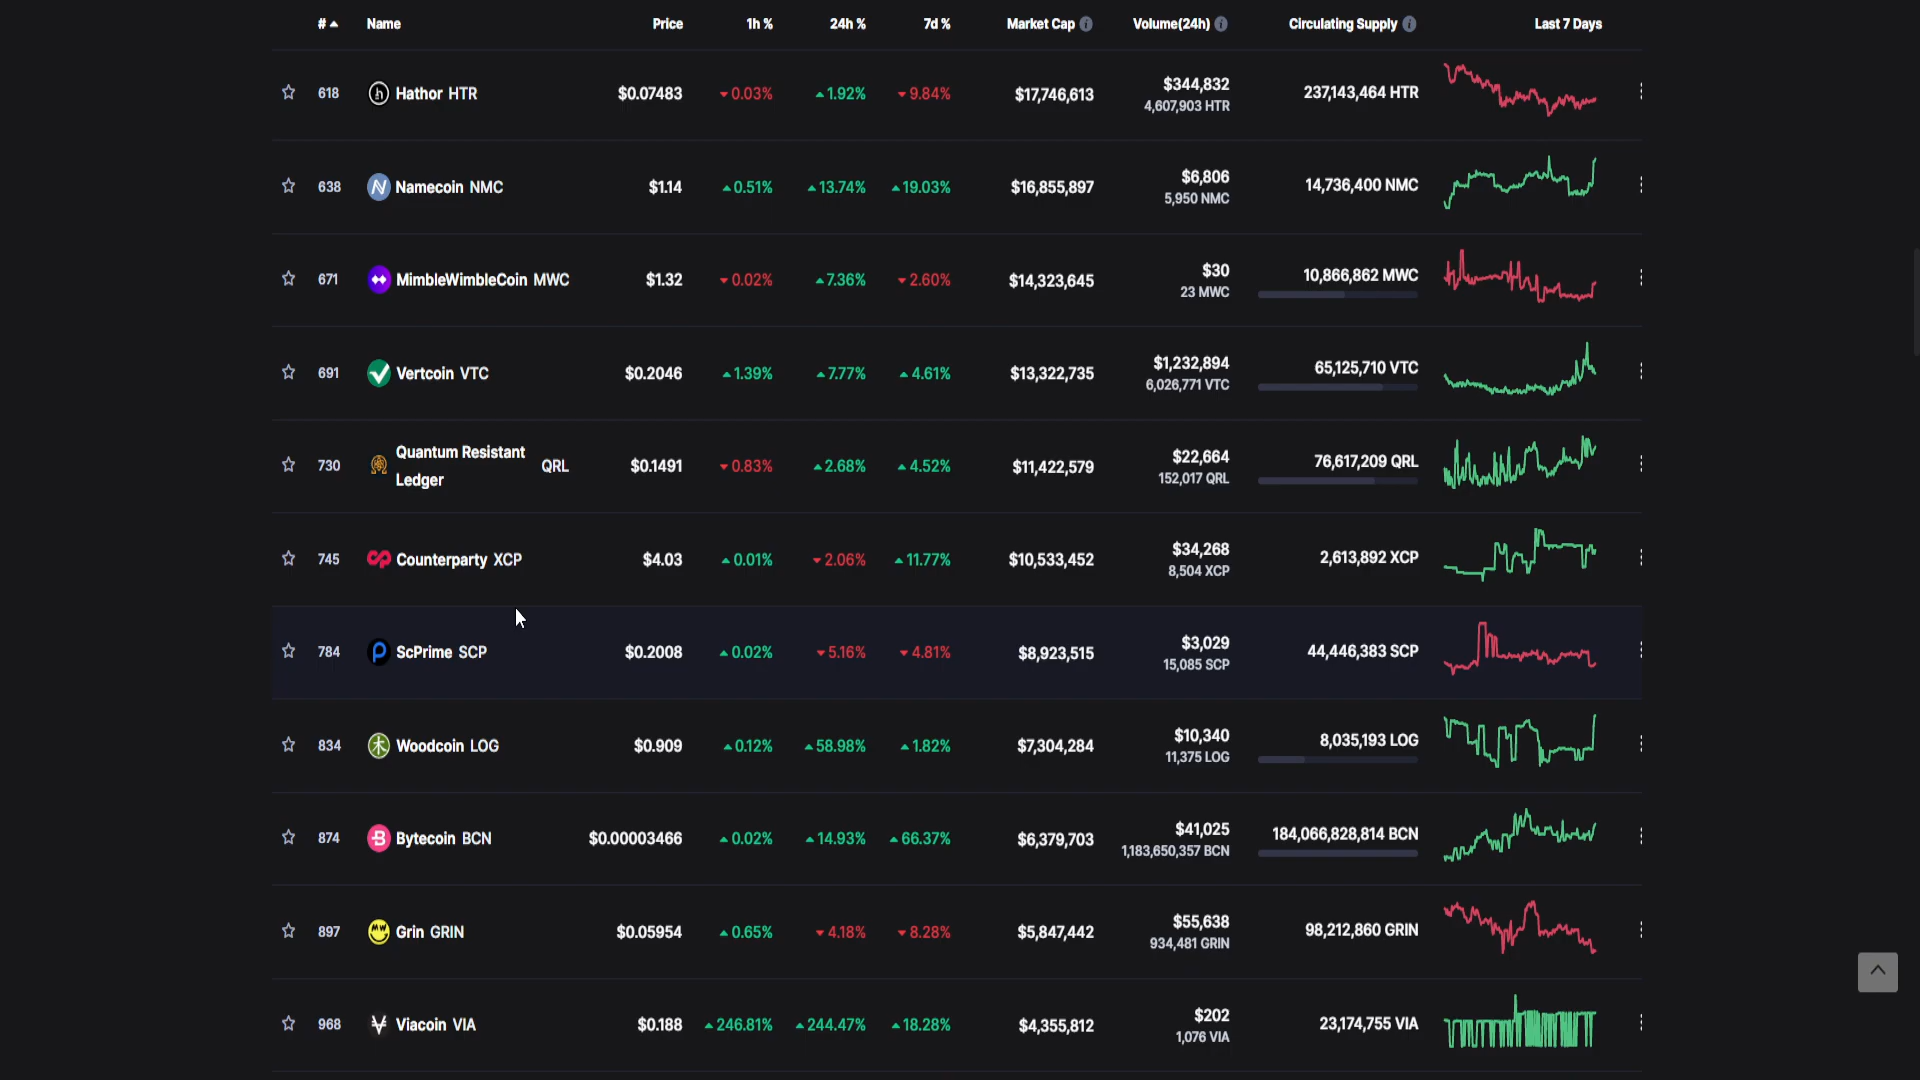 # Name Price 1h % 24h % 7d % Market Cap Volume(24h) Circulating Supply Last 7 Days
618 Hathor HTR $0.07483 0.03% 1.92% 9.84% $17,746,613 $344,832 237,143,464 HTR
4,607,903 HTR
638 Namecoin NMC $1.14 0.51% 13.74% 19.03% $16,855,897 $6,806 14,736,400 NMC
5,950 NMC
671 MimbleWimbleCoin MWC $1.32 0.02% 7.36% 2.60% $14,323,645 $30 10,866,862 MWC
23 MWC
691 Vertcoin VTC $0.2046 1.39% 7.77% 4.61% $13,322,735 $1,232,894 65,125,710 VTC
6,026,771 VTC
730 Quantum Resistant
Ledger QRL $0.1491 0.83% 2.68% 4.52% $11,422,579 $22,664 76,617,209 QRL
152,017 QRL
745 Counterparty XCP $4.03 0.01% 2.06% 11.77% $10,533,452 $34,268 2,613,892 XCP
8,504 XCP
784 ScPrime SCP $0.2008 0.02% 5.16% 4.81% $8,923,515 $3,029 44,446,383 SCP
15,085 SCP
834 Woodcoin LOG $0.909 0.12% 58.98% 1.82% $7,304,284 $10,340 8,035,193 LOG
11,375 LOG
874 Bytecoin BCN $0.00003466 0.02% 14.93% 66.37% $6,379,703 $41,025 184,066,828,814 BCN
1,183,650,357 BCN
897 Grin GRIN $0.05954 0.65% 4.18% 8.28% $5,847,442 $55,638 98,212,860 GRIN
934,481 GRIN
968 Viacoin VIA $0.188 246.81% 244.47% 18.28% $4,355,812 $202 23,174,755 VIA
1,076 VIA